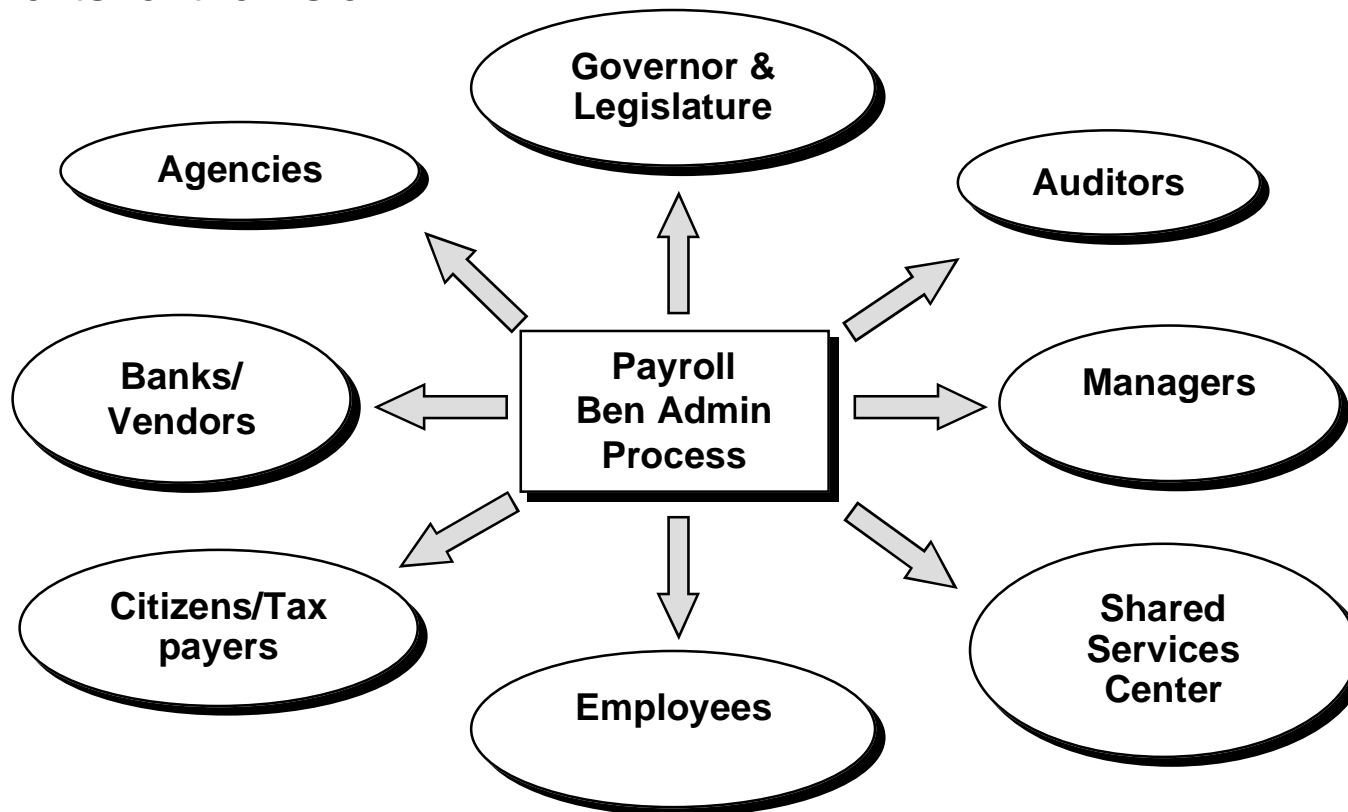 Governor &
Legislature
Agencies
Auditors
Payroll
Ben Admin
Process
Banks/
Vendors
Managers
Citizens/Tax
payers
Shared
Services
Center
Employees